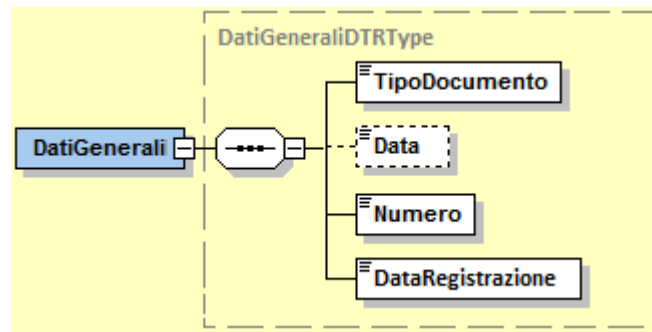 DatiGeneraliDTRType
TipoDocumento
DatiGenerali
Data
Numero
DataRegistrazione